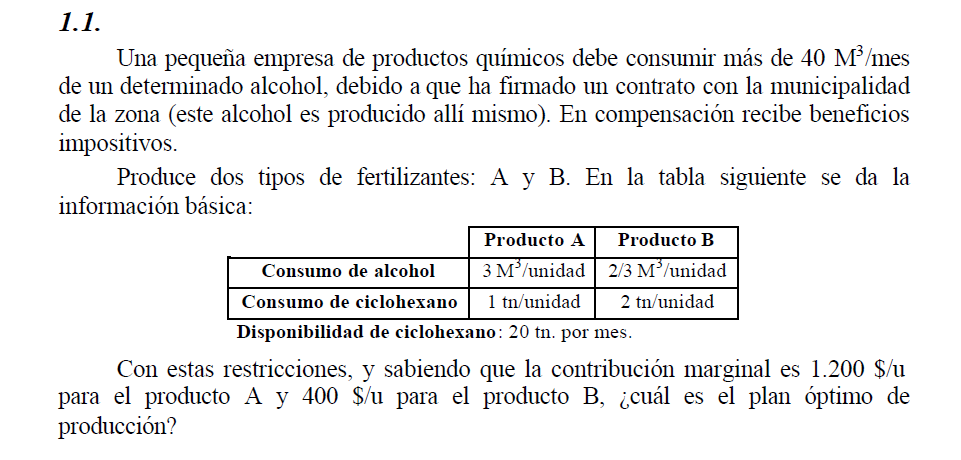 1.1.
Una pequeña empresa de productos químicos debe consumir más de 40 M³/mes
de un determinado alcohol, debido a que ha firmado un contrato con la municipalidad
de la zona (este alcohol es producido allí mismo). En compensación recibe beneficios
impositivos.
Produce dos tipos de fertilizantes: A y B. En la tabla siguiente se da la
información básica:
Producto A Producto B
Consumo de alcohol 3 M³/unidad 2/3 M³/unidad
Consumo de ciclohexano 1 tn/unidad 2 tn/unidad
Disponibilidad de ciclohexano: 20 tn. por mes.
Con estas restricciones, y sabiendo que la contribución marginal es 1.200 $/u
para el producto A y 400 $/u para el producto B, ¿cuál es el plan óptimo de
producción?